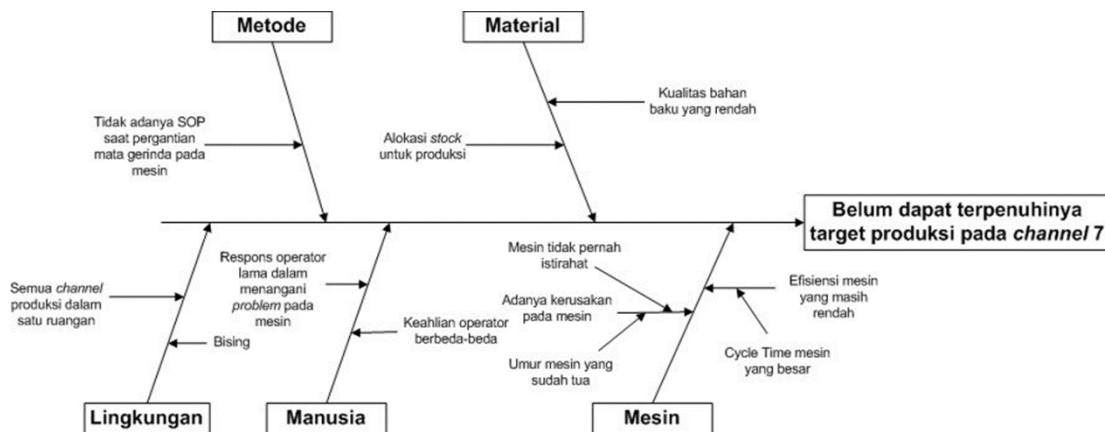 Metode
Material
Kualitas bahan
baku yang rendah
Tidak adanya SOP
saat pergantian
mata gerinda pada
mesin
Alokasi stock
untuk produksi
Belum dapat terpenuhinya
target produksi pada channel 7
Semua channel
produksi dalam
satu ruangan
Bising
Respons operator
lama dalam
menangani
problem pada
mesin
Keahlian operator
berbeda-beda
Mesin tidak pernah
istirahat
Adanya kerusakan
pada mesin
Umur mesin yang
sudah tua
Efisiensi mesin
yang masih
rendah
Cycle Time mesin
yang besar
Lingkungan
Manusia
Mesin